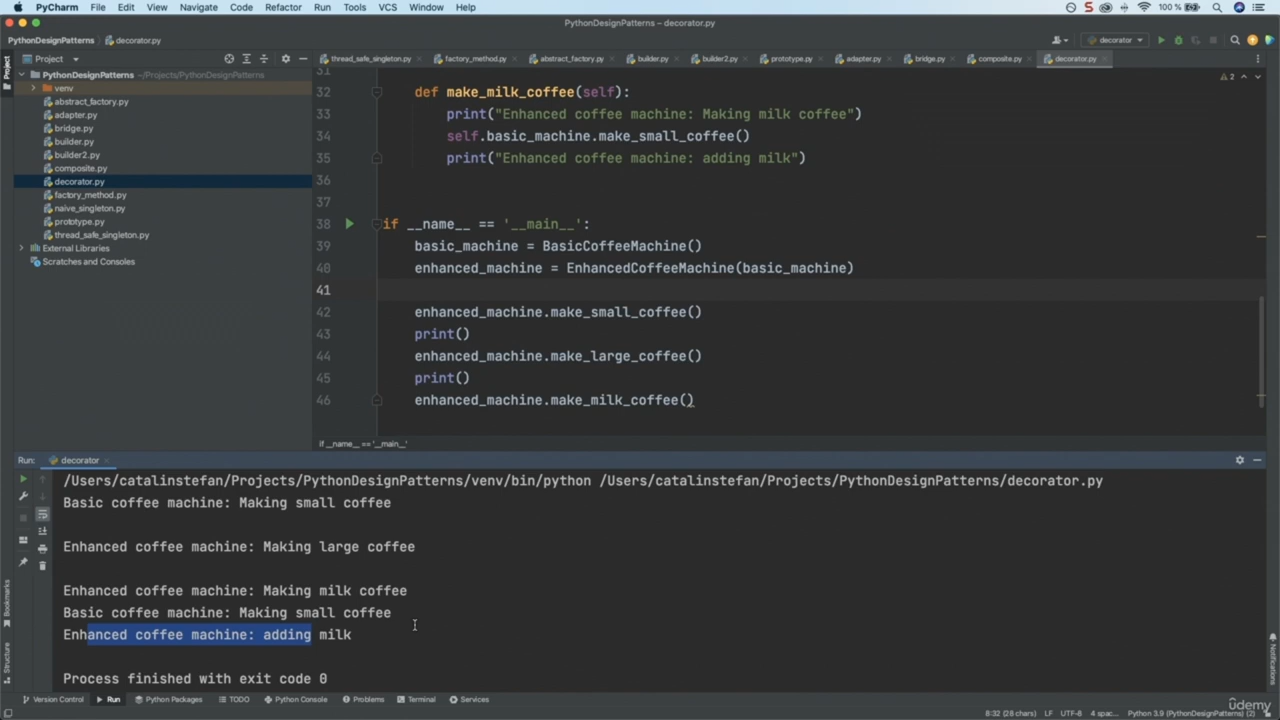 PyCharm File Edit View Navigate Code Refactor Run Tools VCS Window Help 100 %
PythonDesignPatterns – decorator.py
PythonDesignPatterns decorator.py decorator
Project
thread_safe_singleton.py factory_method.py abstract_factory.py builder.py builder2.py prototype.py adapter.py bridge.py composite.py decorator.py
Project
PythonDesignPatterns ~/Projects/PythonDesignPatterns
venv
abstract_factory.py
adapter.py
bridge.py
builder.py
builder2.py
composite.py
decorator.py
factory_method.py
naive_singleton.py
prototype.py
thread_safe_singleton.py
External Libraries
Scratches and Consoles
2
31
32 def make_milk_coffee(self):
33 print("Enhanced coffee machine: Making milk coffee")
34 self.basic_machine.make_small_coffee()
35 print("Enhanced coffee machine: adding milk")
36
37
38 if __name__ == '__main__':
39 basic_machine = BasicCoffeeMachine()
40 enhanced_machine = EnhancedCoffeeMachine(basic_machine)
41
42 enhanced_machine.make_small_coffee()
43 print()
44 enhanced_machine.make_large_coffee()
45 print()
46 enhanced_machine.make_milk_coffee()
if __name__ == '__main__'
Run: decorator
/Users/catalinstefan/Projects/PythonDesignPatterns/venv/bin/python /Users/catalinstefan/Projects/PythonDesignPatterns/decorator.py
Basic coffee machine: Making small coffee
Enhanced coffee machine: Making large coffee
Enhanced coffee machine: Making milk coffee
Basic coffee machine: Making small coffee
Enhanced coffee machine: adding milk
Process finished with exit code 0
Bookmarks
Structure
Notifications
Version Control Run Python Packages TODO Python Console Problems Terminal Services
8:32 (28 chars) LF UTF-8 4 spac... Python 3.9 (PythonDesignPatterns) (2)
udemy